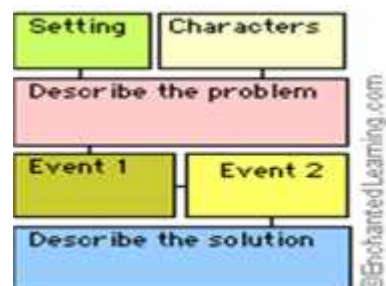 Setting
Characters
Describe the problem
Event 1
Event 2
Describe the solution
©EnchantedLearning.com